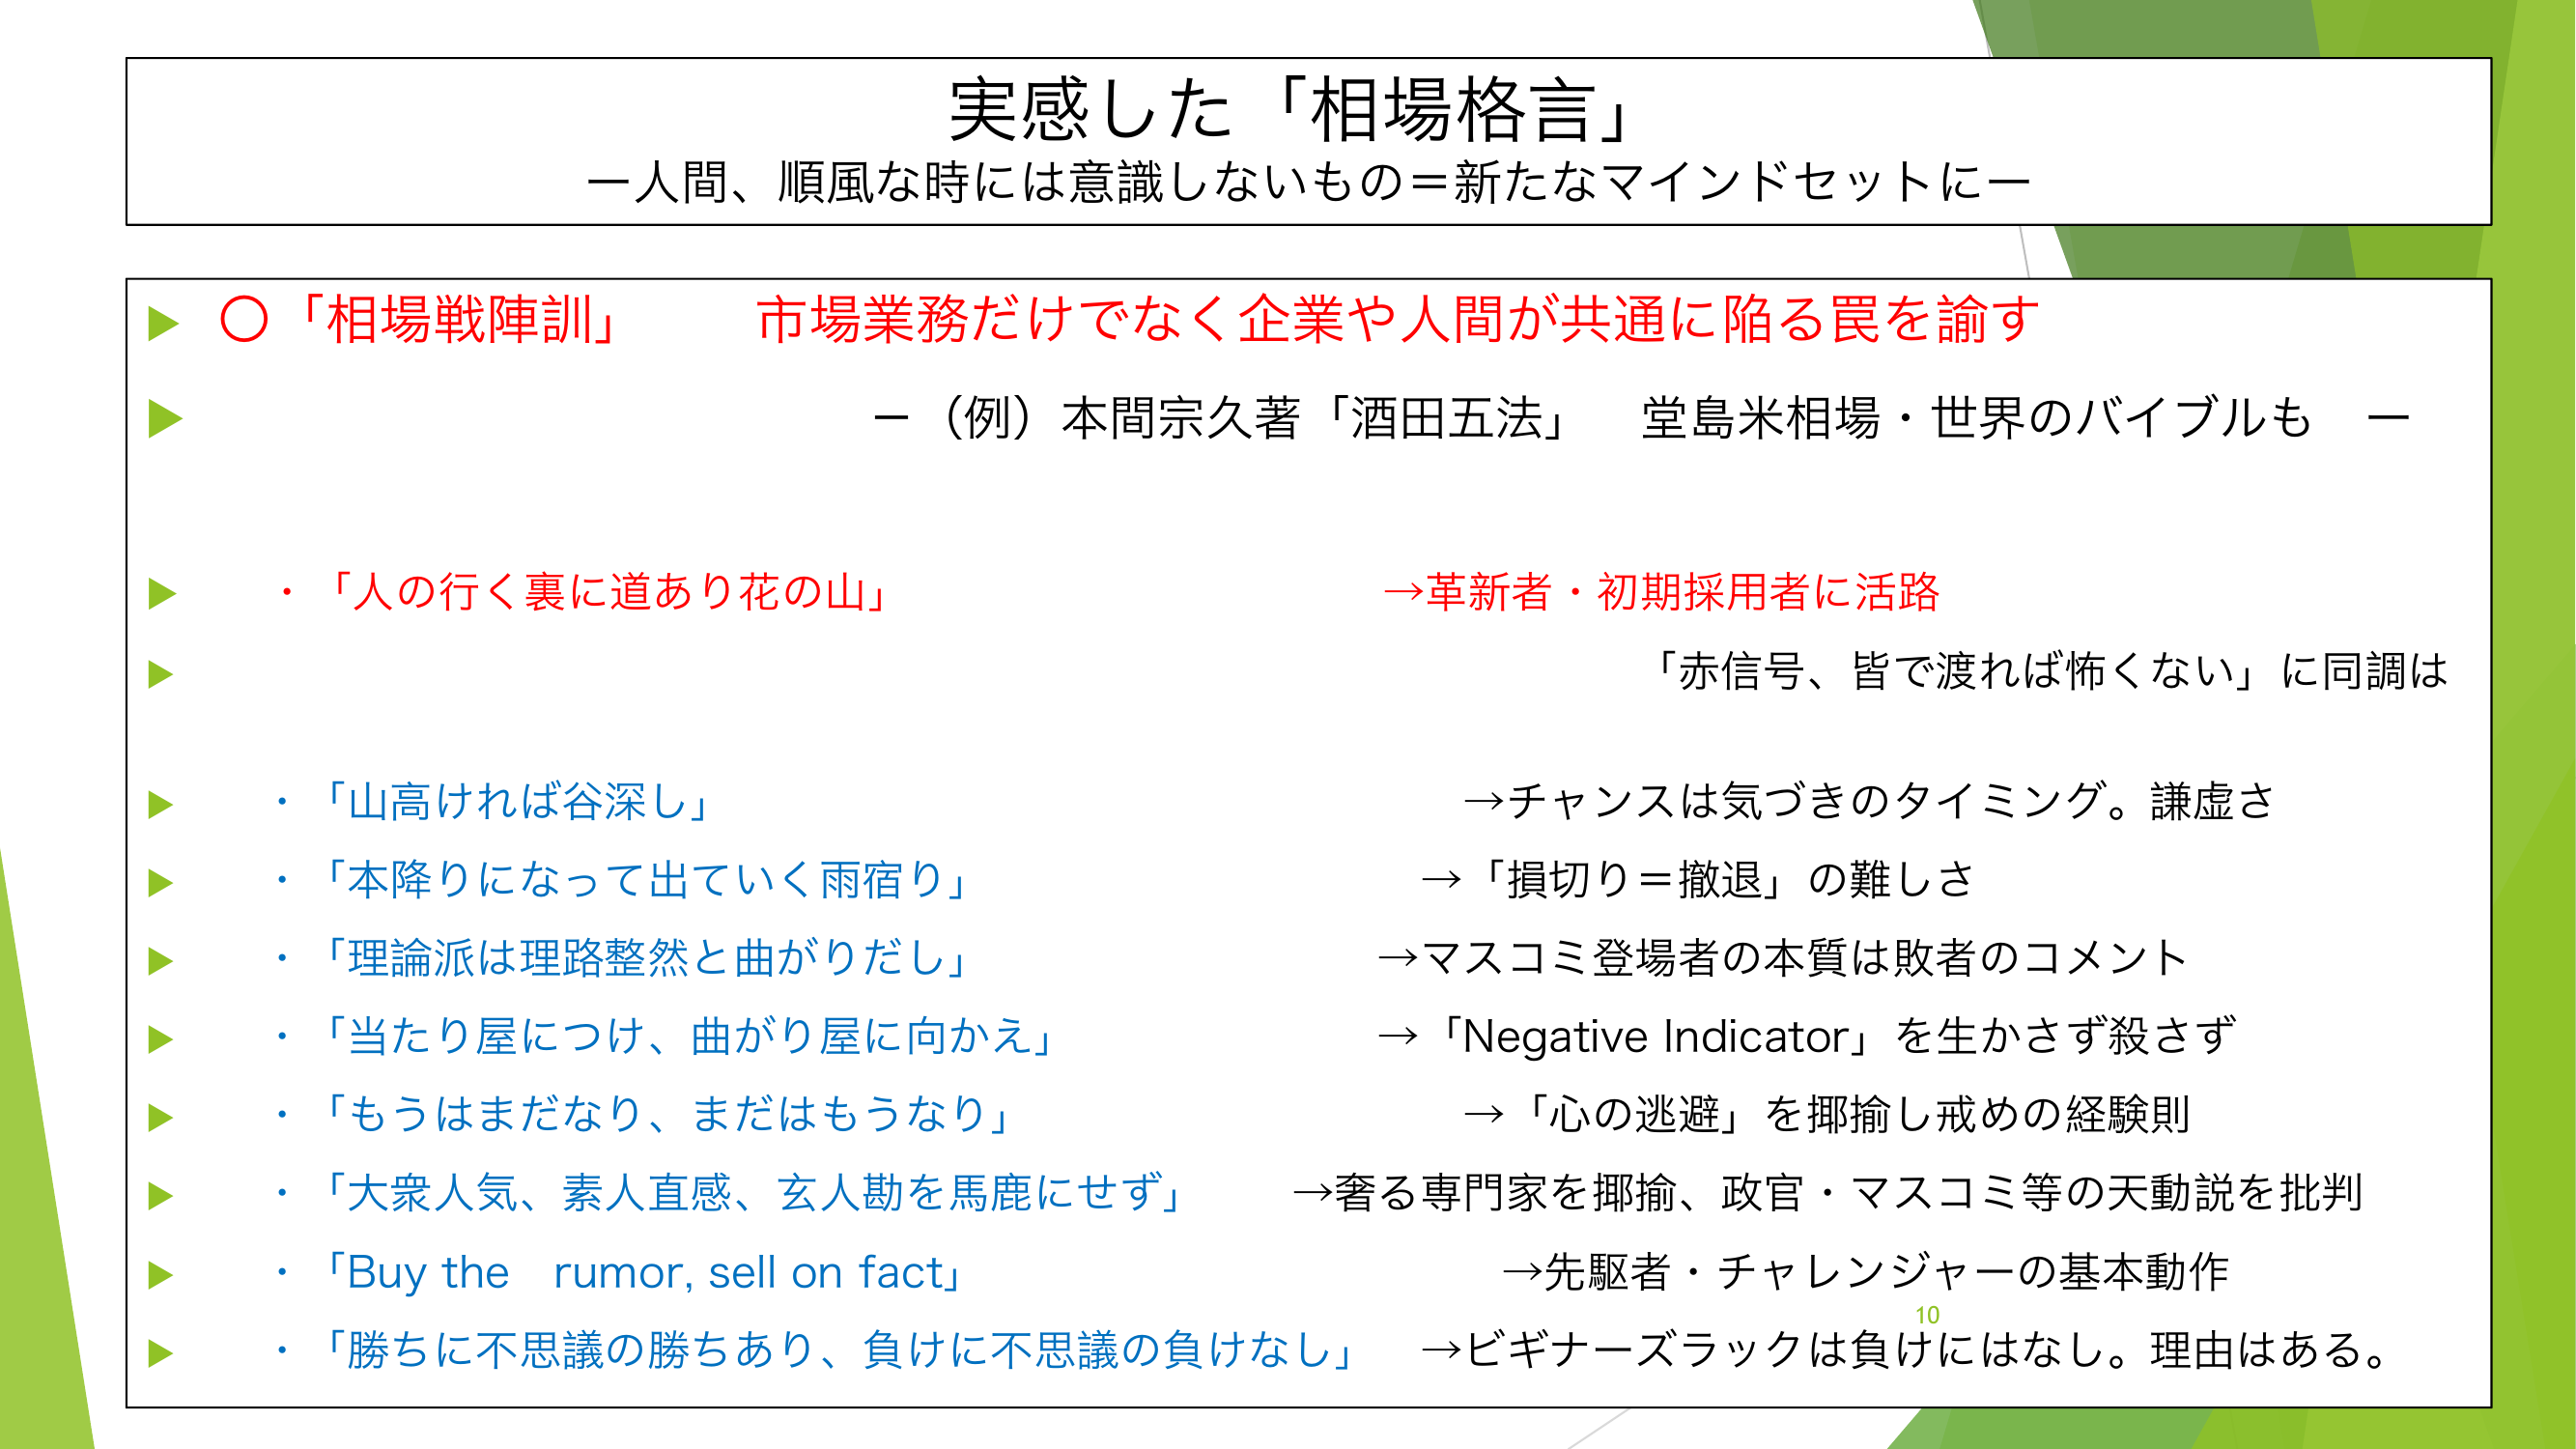 実感した「相場格言」
ー人間、順風な時には意識しないもの＝新たなマインドセットにー
〇「相場戦陣訓」　　市場業務だけでなく企業や人間が共通に陥る罠を諭す
－（例）本間宗久著「酒田五法」　堂島米相場・世界のバイブルも　ー
・「人の行く裏に道あり花の山」　→革新者・初期採用者に活路
「赤信号、皆で渡れば怖くない」に同調は
・「山高ければ谷深し」　→チャンスは気づきのタイミング。謙虚さ
・「本降りになって出ていく雨宿り」　→「損切り＝撤退」の難しさ
・「理論派は理路整然と曲がりだし」　→マスコミ登場者の本質は敗者のコメント
・「当たり屋につけ、曲がり屋に向かえ」　→「Negative Indicator」を生かさず殺さず
・「もうはまだなり、まだはもうなり」　→「心の逃避」を揶揄し戒めの経験則
・「大衆人気、素人直感、玄人勘を馬鹿にせず」　→奢る専門家を揶揄、政官・マスコミ等の天動説を批判
・「Buy the　rumor, sell on fact」　→先駆者・チャレンジャーの基本動作
10
・「勝ちに不思議の勝ちあり、負けに不思議の負けなし」　→ビギナーズラックは負けにはなし。理由はある。